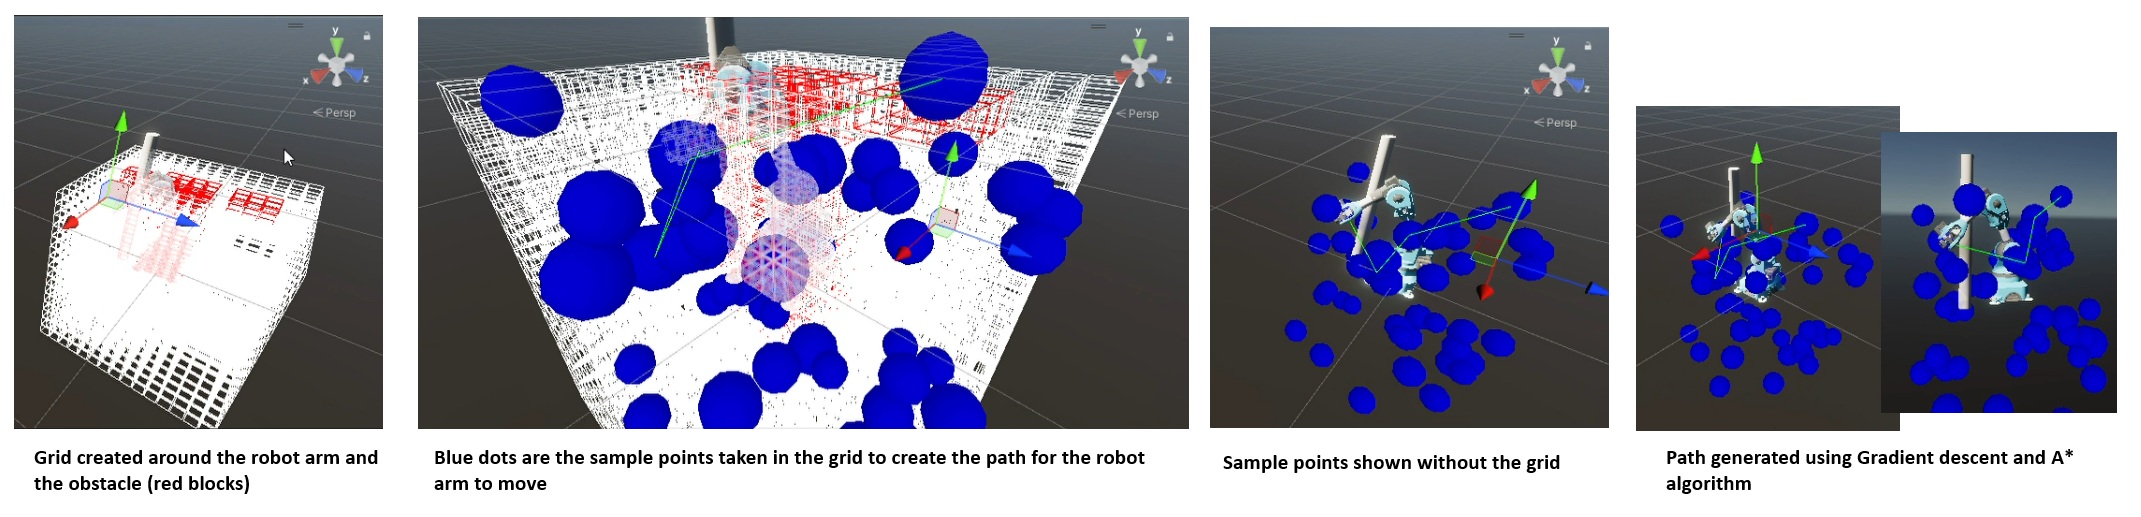 y
x
z
< Persp
y
z
< Persp
y
x
z
< Persp
Grid created around the robot arm and
the obstacle (red blocks)
Blue dots are the sample points taken in the grid to create the path for the robot
arm to move
Sample points shown without the grid
Path generated using Gradient descent and A*
algorithm